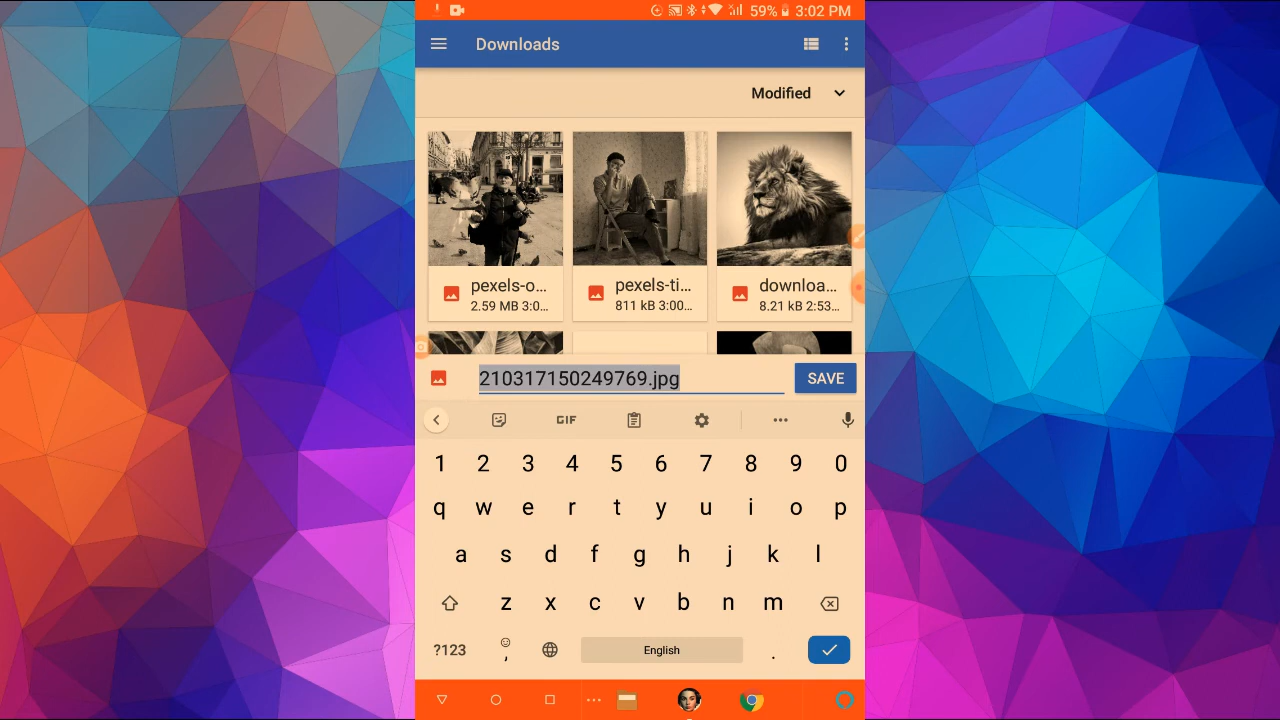 59% 3:02 PM
Downloads
Modified
pexels-o... pexels-ti... downloa...
2.59 MB 3:0... 811 kB 3:00... 8.21 kB 2:53...
210317150249769.jpg SAVE
GIF
1 2 3 4 5 6 7 8 9 0
q w e r t y u i o p
a s d f g h j k l
z x c v b n m
?123 , English .